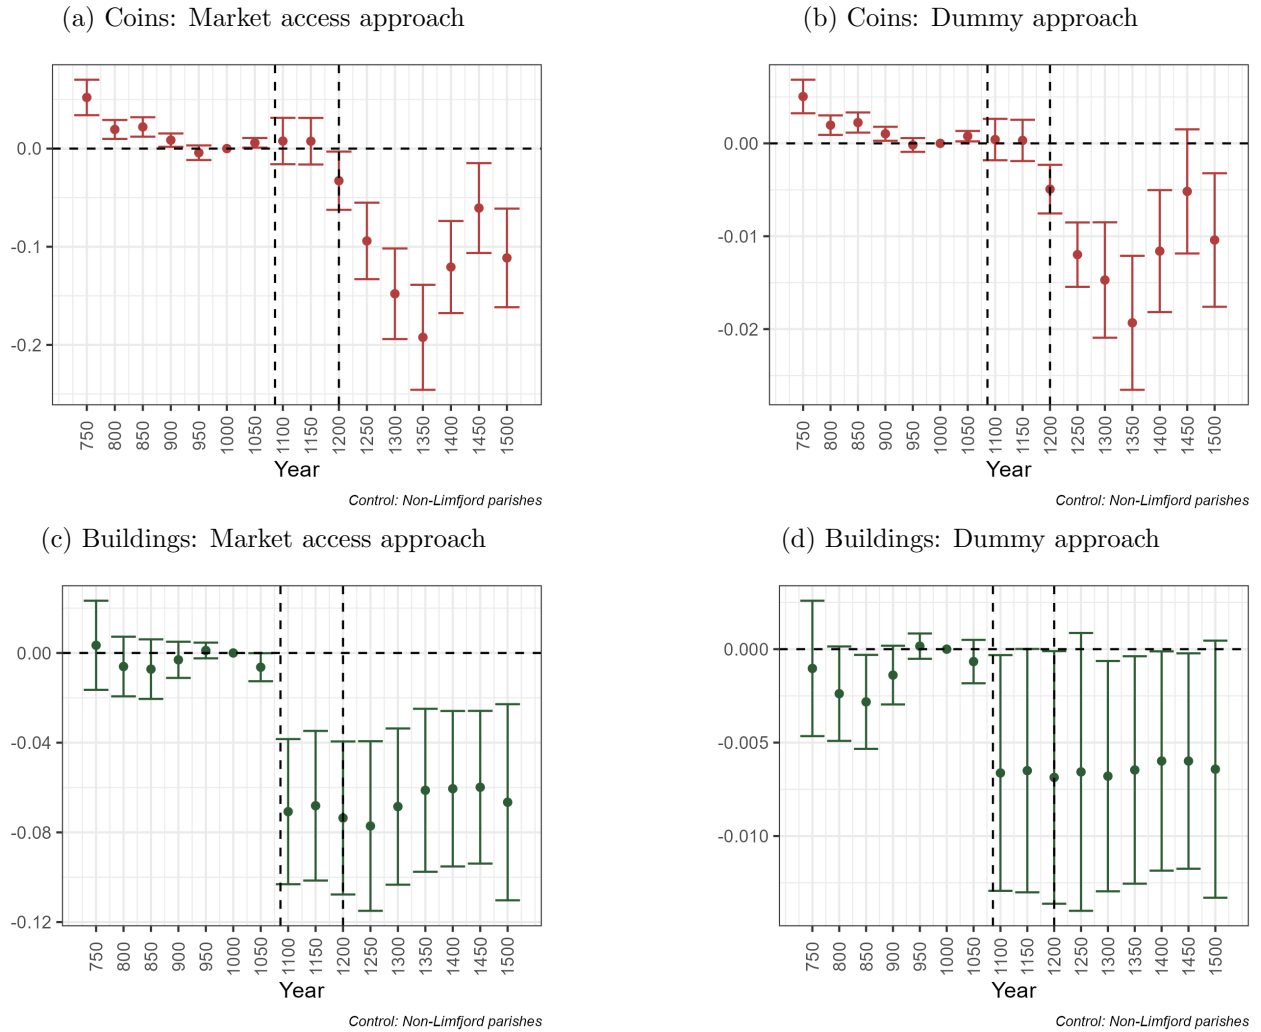 (a) Coins: Market access approach
0.0
-0.1
-0.2
750 800 850 900 950 1000 1050 1100 1150 1200 1250 1300 1350 1400 1450 1500
Year
Control: Non-Limfjord parishes
(b) Coins: Dummy approach
0.00
-0.01
-0.02
750 800 850 900 950 1000 1050 1100 1150 1200 1250 1300 1350 1400 1450 1500
Year
Control: Non-Limfjord parishes
(c) Buildings: Market access approach
0.00
-0.04
-0.08
-0.12
750 800 850 900 950 1000 1050 1100 1150 1200 1250 1300 1350 1400 1450 1500
Year
Control: Non-Limfjord parishes
(d) Buildings: Dummy approach
0.000
-0.005
-0.010
750 800 850 900 950 1000 1050 1100 1150 1200 1250 1300 1350 1400 1450 1500
Year
Control: Non-Limfjord parishes